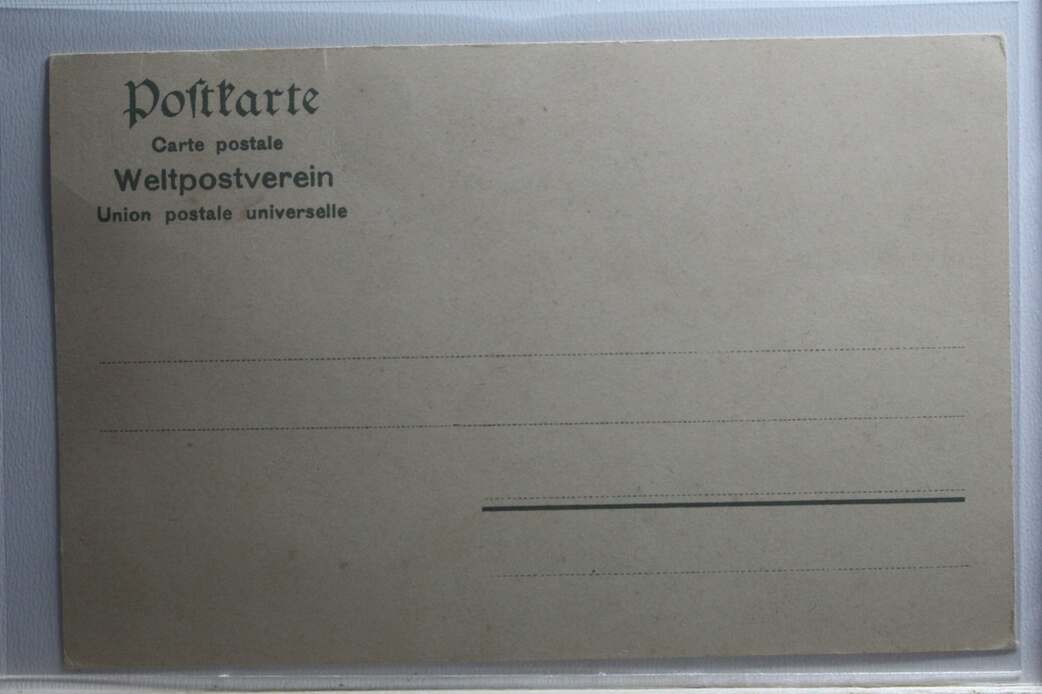 Poſtkarte
Carte postale
Weltpostverein
Union postale universelle